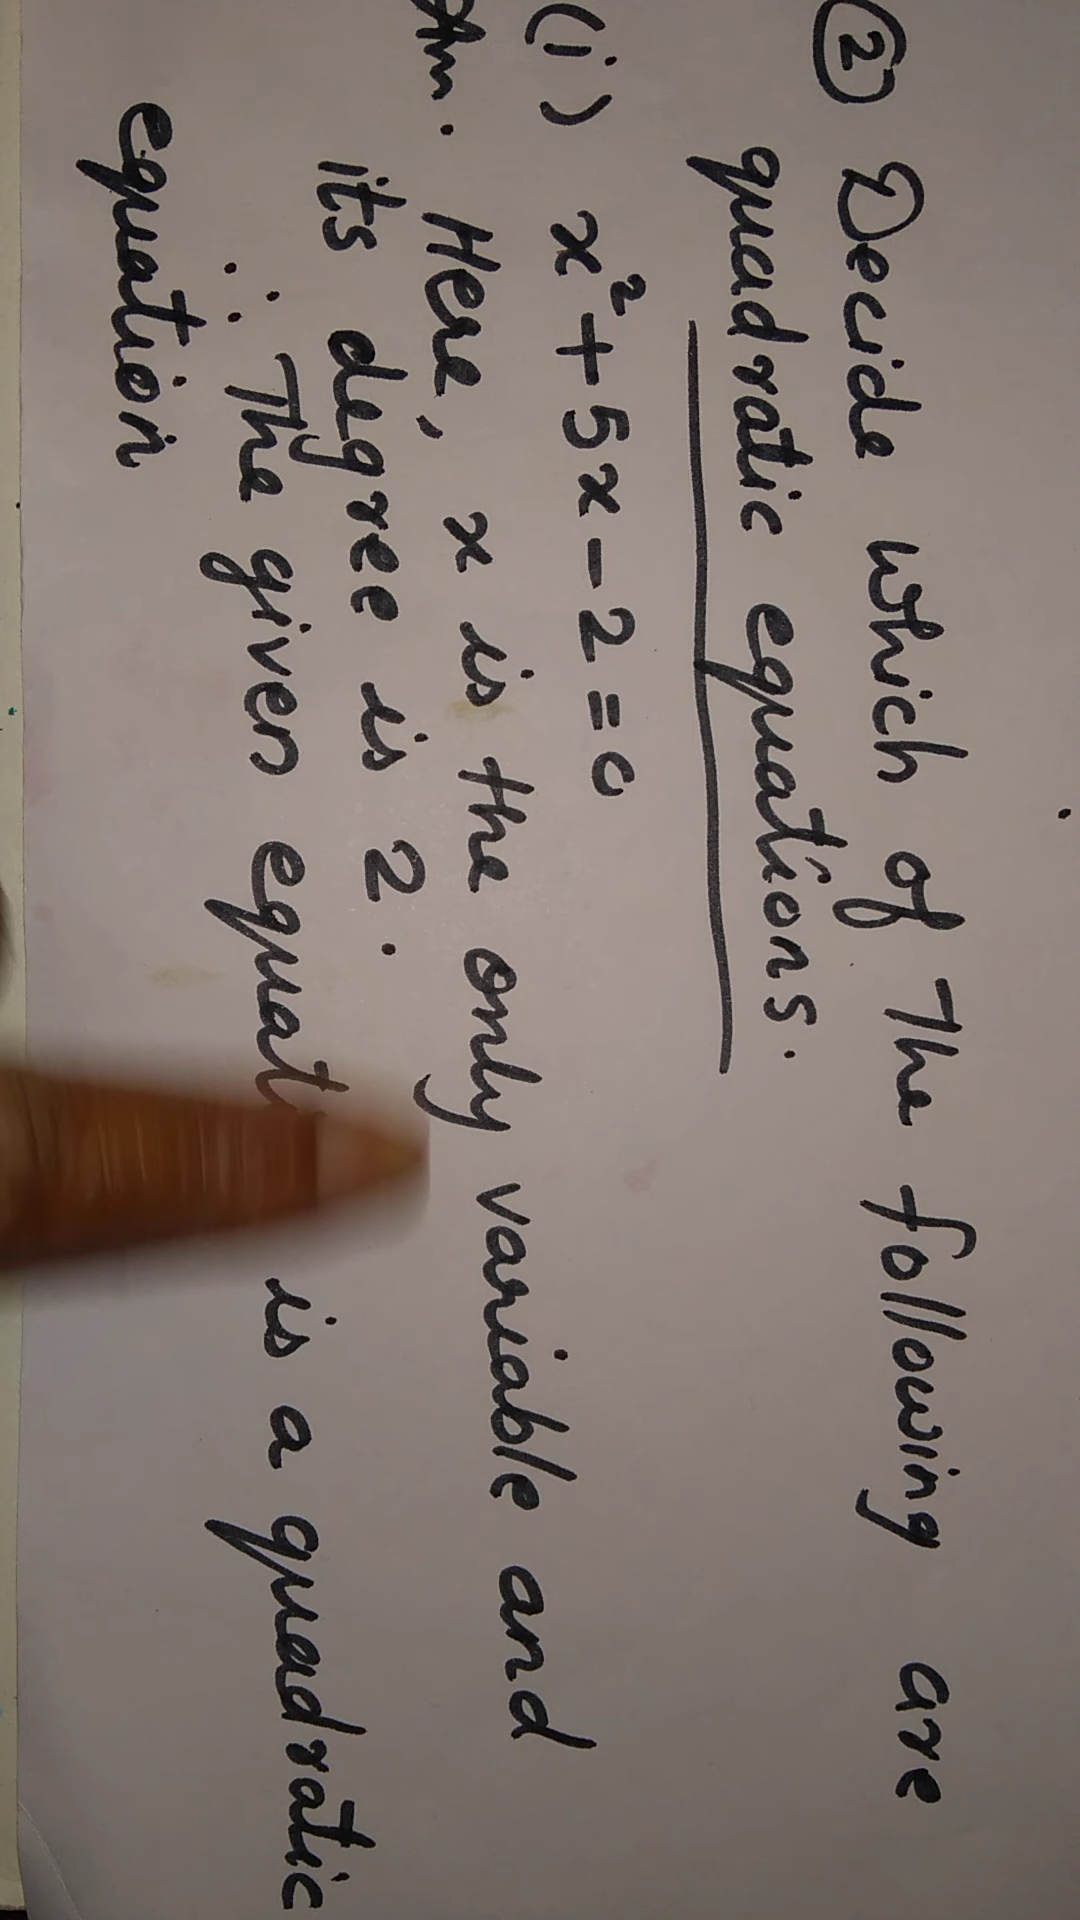 ② Decide which of the following are
quadratic equations.
(i) x² + 5x - 2 = 0
Ans. Here, x is the only variable and
its degree is 2.
∴ The given is a quadratic
equation